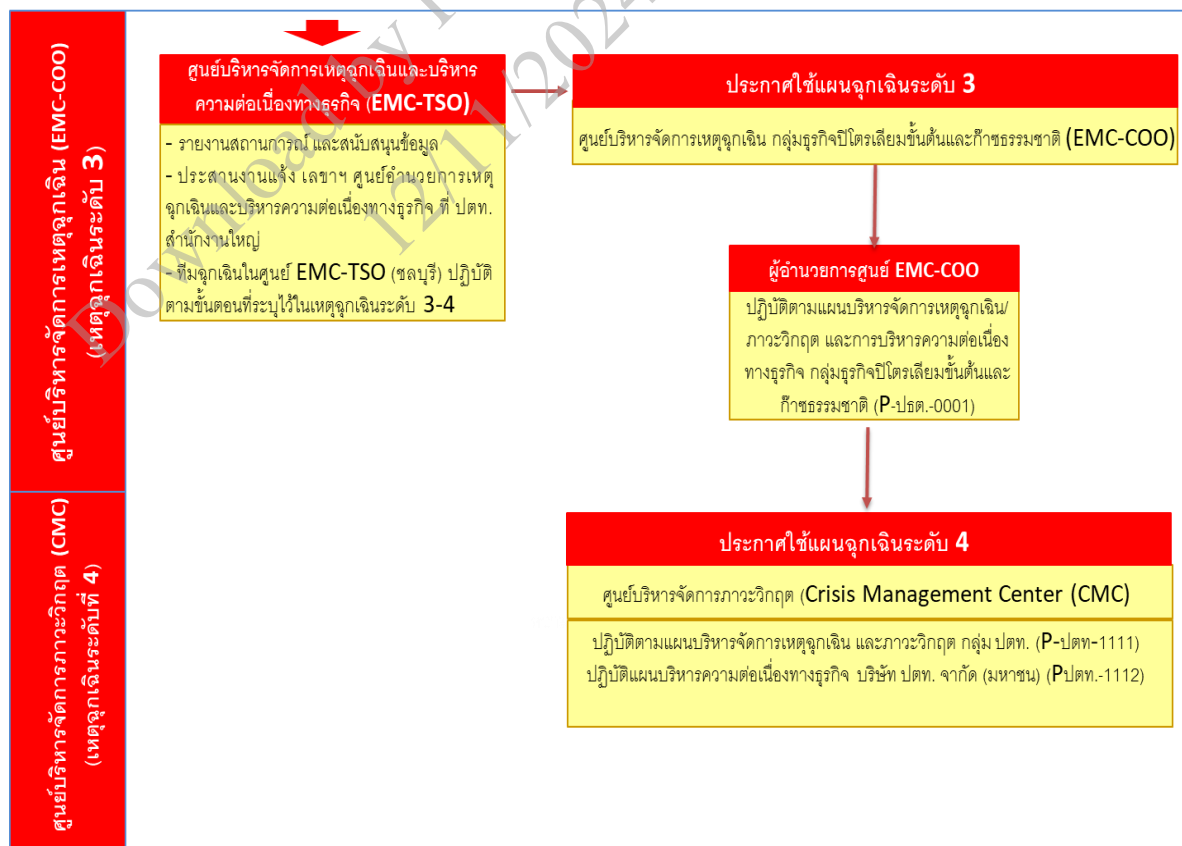 ศูนย์บริหารจัดการเหตุฉุกเฉิน (EMC-COO)
(เหตุฉุกเฉินระดับ 3)
ศูนย์บริหารจัดการเหตุฉุกเฉินและบริหาร
ความต่อเนื่องทางธุรกิจ (EMC-TSO)
- รายงานสถานการณ์ และสนับสนุนข้อมูล
- ประสานงานแจ้ง เลขาฯ ศูนย์อำนวยการเหตุ
ฉุกเฉินและบริหารความต่อเนื่องทางธุรกิจ ที่ ปตท.
สำนักงานใหญ่
- ทีมฉุกเฉินในศูนย์ EMC-TSO (ชลบุรี) ปฏิบัติ
ตามขั้นตอนที่ระบุไว้ในเหตุฉุกเฉินระดับ 3-4
ประกาศใช้แผนฉุกเฉินระดับ 3
ศูนย์บริหารจัดการเหตุฉุกเฉิน กลุ่มธุรกิจปิโตรเลียมขั้นต้นและก๊าซธรรมชาติ (EMC-COO)
ผู้อำนวยการศูนย์ EMC-COO
ปฏิบัติตามแผนบริหารจัดการเหตุฉุกเฉิน/
ภาวะวิกฤต และการบริหารความต่อเนื่อง
ทางธุรกิจ กลุ่มธุรกิจปิโตรเลียมขั้นต้นและ
ก๊าซธรรมชาติ (P-ปธต.-0001)
ศูนย์บริหารจัดการภาวะวิกฤต (CMC)
(เหตุฉุกเฉินระดับที่ 4)
ประกาศใช้แผนฉุกเฉินระดับ 4
ศูนย์บริหารจัดการภาวะวิกฤต (Crisis Management Center (CMC)
ปฏิบัติตามแผนบริหารจัดการเหตุฉุกเฉิน และภาวะวิกฤต กลุ่ม ปตท. (P-ปตท-1111)
ปฏิบัติแผนบริหารความต่อเนื่องทางธุรกิจ บริษัท ปตท. จากัด (มหาชน) (Pปตท.-1112)
Download by
12/11/2024